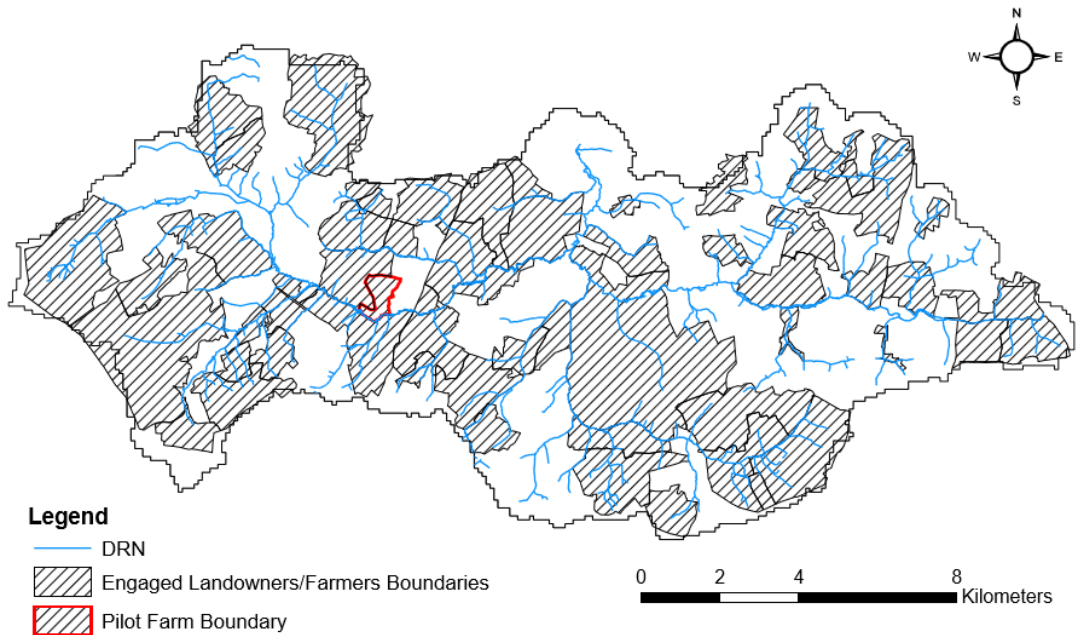 N
W E
S
Legend
DRN
Engaged Landowners/Farmers Boundaries
Pilot Farm Boundary
0 2 4 8
Kilometers